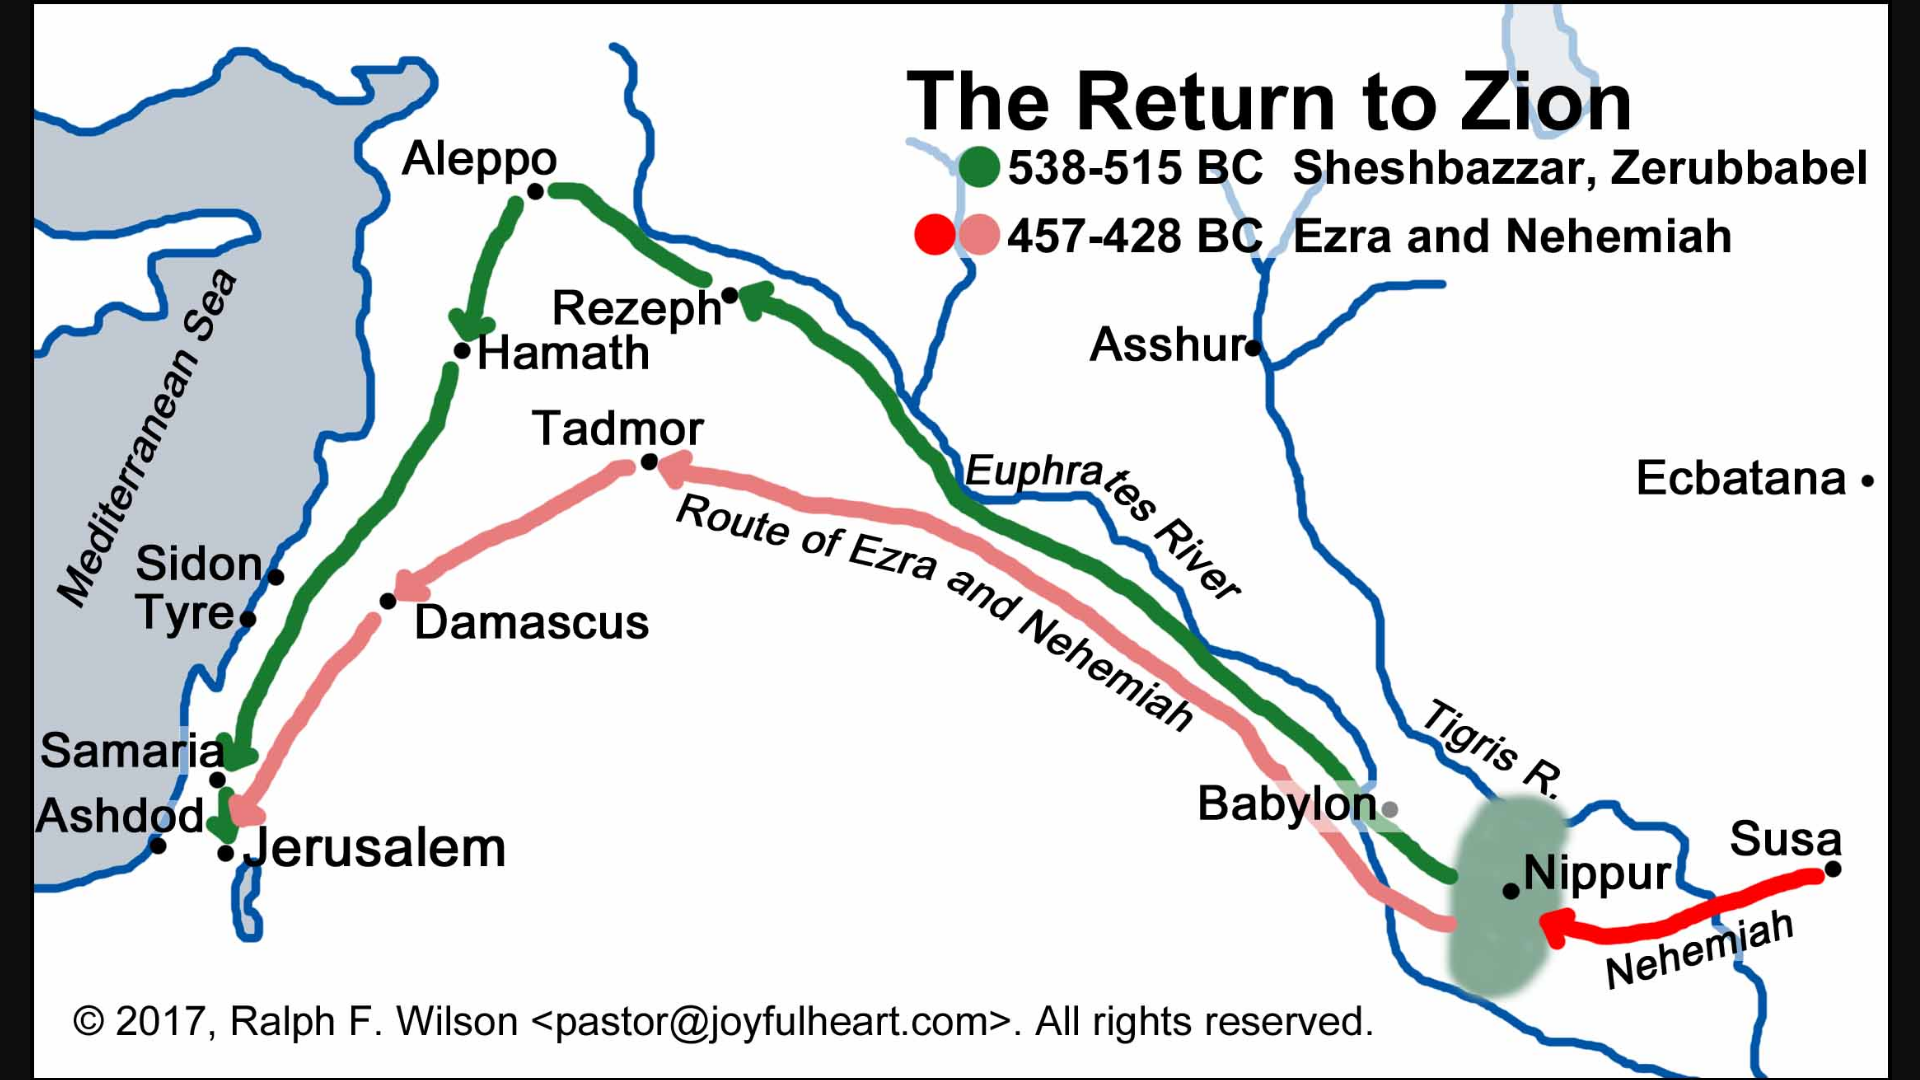 The Return to Zion
538-515 BC Sheshbazzar, Zerubbabel
457-428 BC Ezra and Nehemiah
Aleppo
Rezeph
Hamath
Asshur
Mediterranean Sea
Tadmor
Euphrates River
Ecbatana
Route of Ezra and Nehemiah
Sidon
Tyre
Damascus
Samaria
Tigris R.
Ashdod
Babylon
Jerusalem
Susa
Nippur
Nehemiah
© 2017, Ralph F. Wilson <pastor@joyfulheart.com>. All rights reserved.